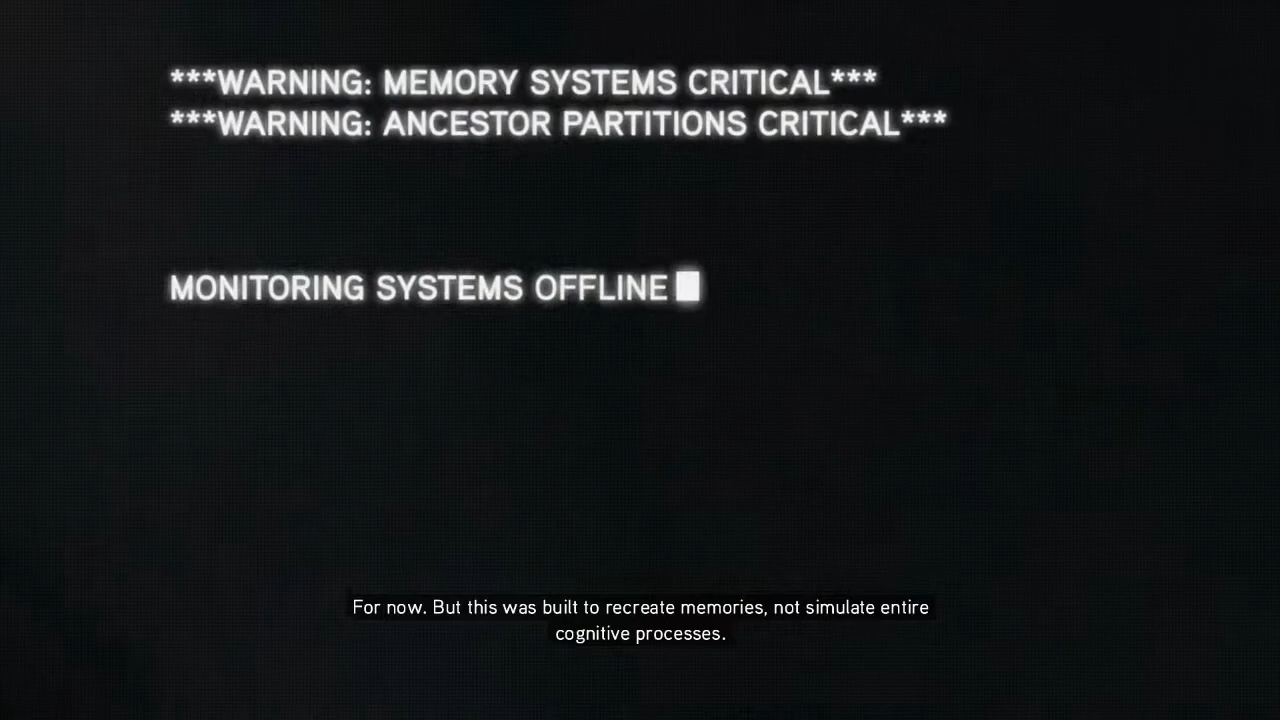 ***WARNING: MEMORY SYSTEMS CRITICAL***
***WARNING: ANCESTOR PARTITIONS CRITICAL***
MONITORING SYSTEMS OFFLINE
For now. But this was built to recreate memories, not simulate entire
cognitive processes.